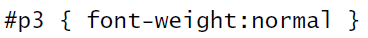 #p3 { font-weight:normal }